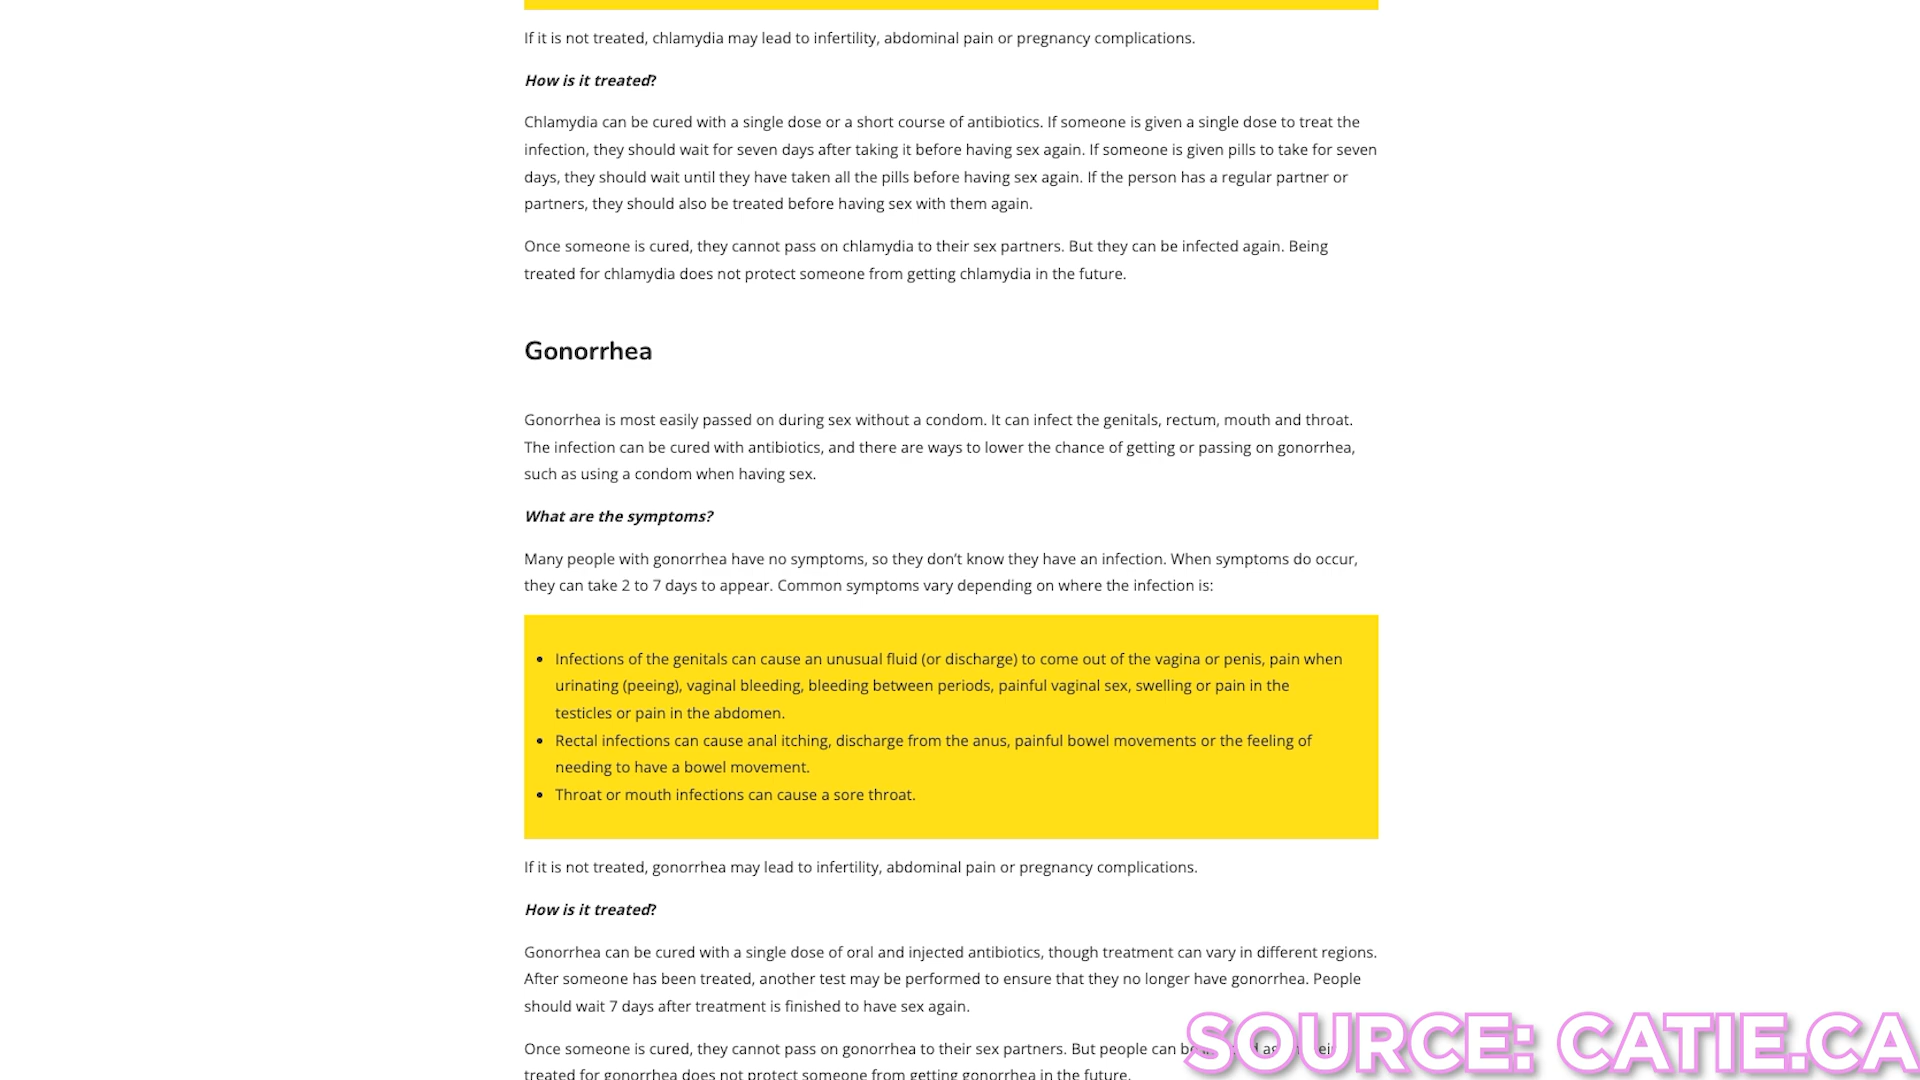 If it is not treated, chlamydia may lead to infertility, abdominal pain or pregnancy complications.
How is it treated?
Chlamydia can be cured with a single dose or a short course of antibiotics. If someone is given a single dose to treat the
infection, they should wait for seven days after taking it before having sex again. If someone is given pills to take for seven
days, they should wait until they have taken all the pills before having sex again. If the person has a regular partner or
partners, they should also be treated before having sex with them again.
Once someone is cured, they cannot pass on chlamydia to their sex partners. But they can be infected again. Being
treated for chlamydia does not protect someone from getting chlamydia in the future.
Gonorrhea
Gonorrhea is most easily passed on during sex without a condom. It can infect the genitals, rectum, mouth and throat.
The infection can be cured with antibiotics, and there are ways to lower the chance of getting or passing on gonorrhea,
such as using a condom when having sex.
What are the symptoms?
Many people with gonorrhea have no symptoms, so they don’t know they have an infection. When symptoms do occur,
they can take 2 to 7 days to appear. Common symptoms vary depending on where the infection is:
• Infections of the genitals can cause an unusual fluid (or discharge) to come out of the vagina or penis, pain when
urinating (peeing), vaginal bleeding, bleeding between periods, painful vaginal sex, swelling or pain in the
testicles or pain in the abdomen.
• Rectal infections can cause anal itching, discharge from the anus, painful bowel movements or the feeling of
needing to have a bowel movement.
• Throat or mouth infections can cause a sore throat.
If it is not treated, gonorrhea may lead to infertility, abdominal pain or pregnancy complications.
How is it treated?
Gonorrhea can be cured with a single dose of oral and injected antibiotics, though treatment can vary in different regions.
After someone has been treated, another test may be performed to ensure that they no longer have gonorrhea. People
should wait 7 days after treatment is finished to have sex again.
Once someone is cured, they cannot pass on gonorrhea to their sex partners. But people can
treated for gonorrhea does not protect someone from getting gonorrhea in the future.
SOURCE: CATIE.CA